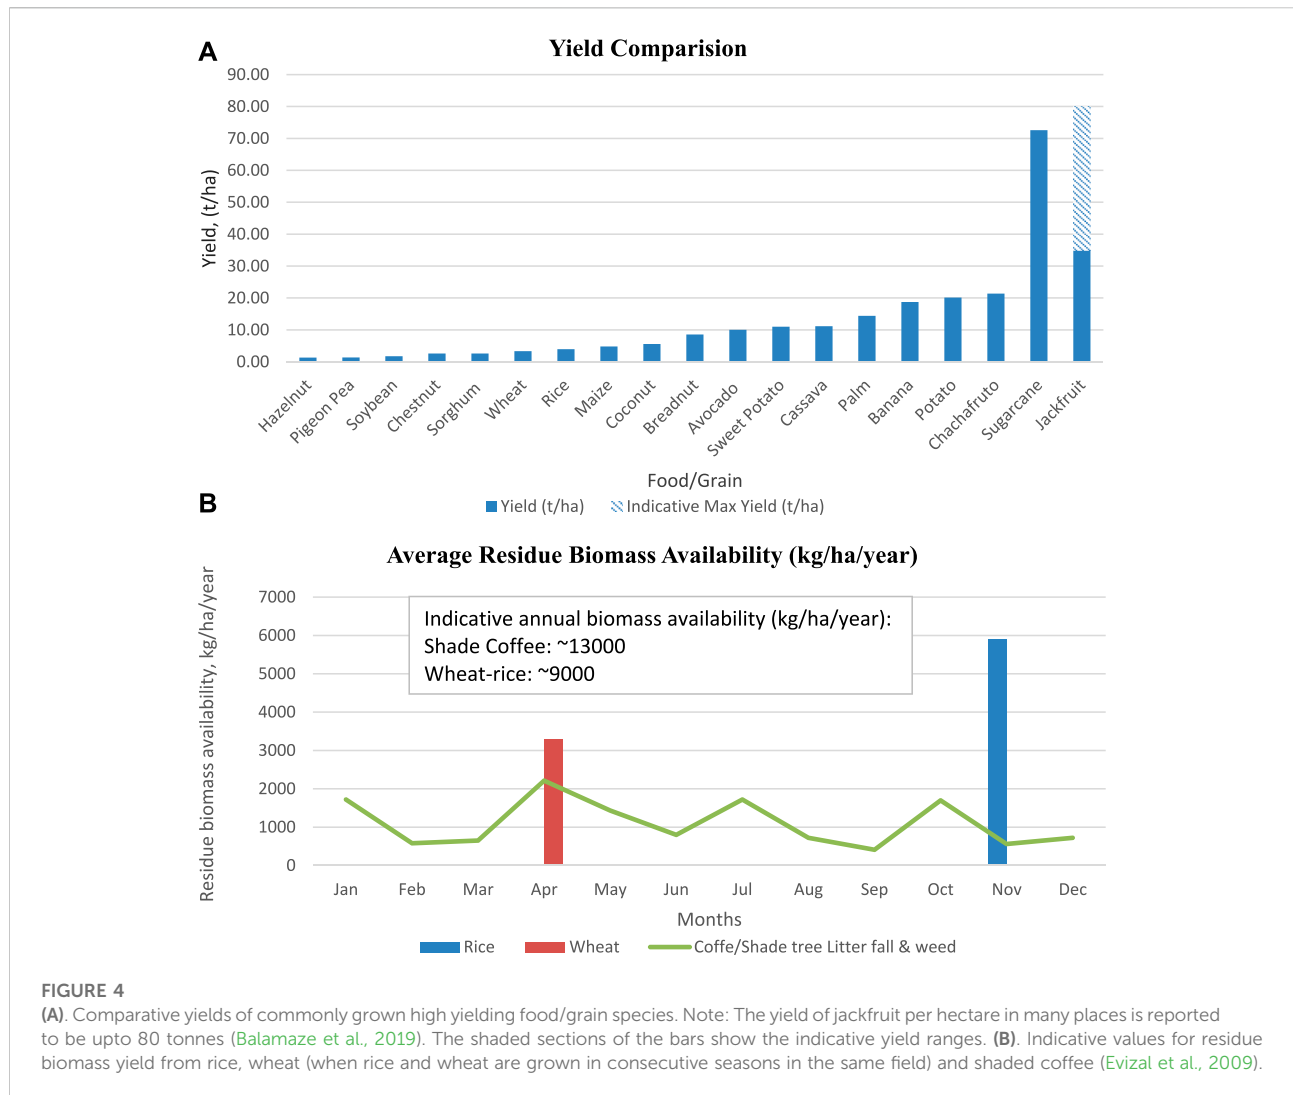 A
Yield Comparision
90.00
80.00
70.00
60.00
50.00
40.00
30.00
20.00
10.00
0.00
Yield, (t/ha)
Hazelnut
Pigeon Pea
Soybean
Chestnut
Sorghum
Wheat
Rice
Maize
Coconut
Breadnut
Avocado
Sweet Potato
Cassava
Palm
Banana
Potato
Chachafruto
Sugarcane
Jackfruit
Food/Grain
Yield (t/ha)
Indicative Max Yield (t/ha)
B
Average Residue Biomass Availability (kg/ha/year)
Residue biomass availability, kg/ha/year
7000
6000
5000
4000
3000
2000
1000
0
Indicative annual biomass availability (kg/ha/year):
Shade Coffee: ~13000
Wheat-rice: ~9000
Jan
Feb
Mar
Apr
May
Jun
Jul
Aug
Sep
Oct
Nov
Dec
Months
Rice
Wheat
Coffe/Shade tree Litter fall & weed
FIGURE 4
(A). Comparative yields of commonly grown high yielding food/grain species. Note: The yield of jackfruit per hectare in many places is reported
to be upto 80 tonnes (Balamaze et al., 2019). The shaded sections of the bars show the indicative yield ranges. (B). Indicative values for residue
biomass yield from rice, wheat (when rice and wheat are grown in consecutive seasons in the same field) and shaded coffee (Evizal et al., 2009).